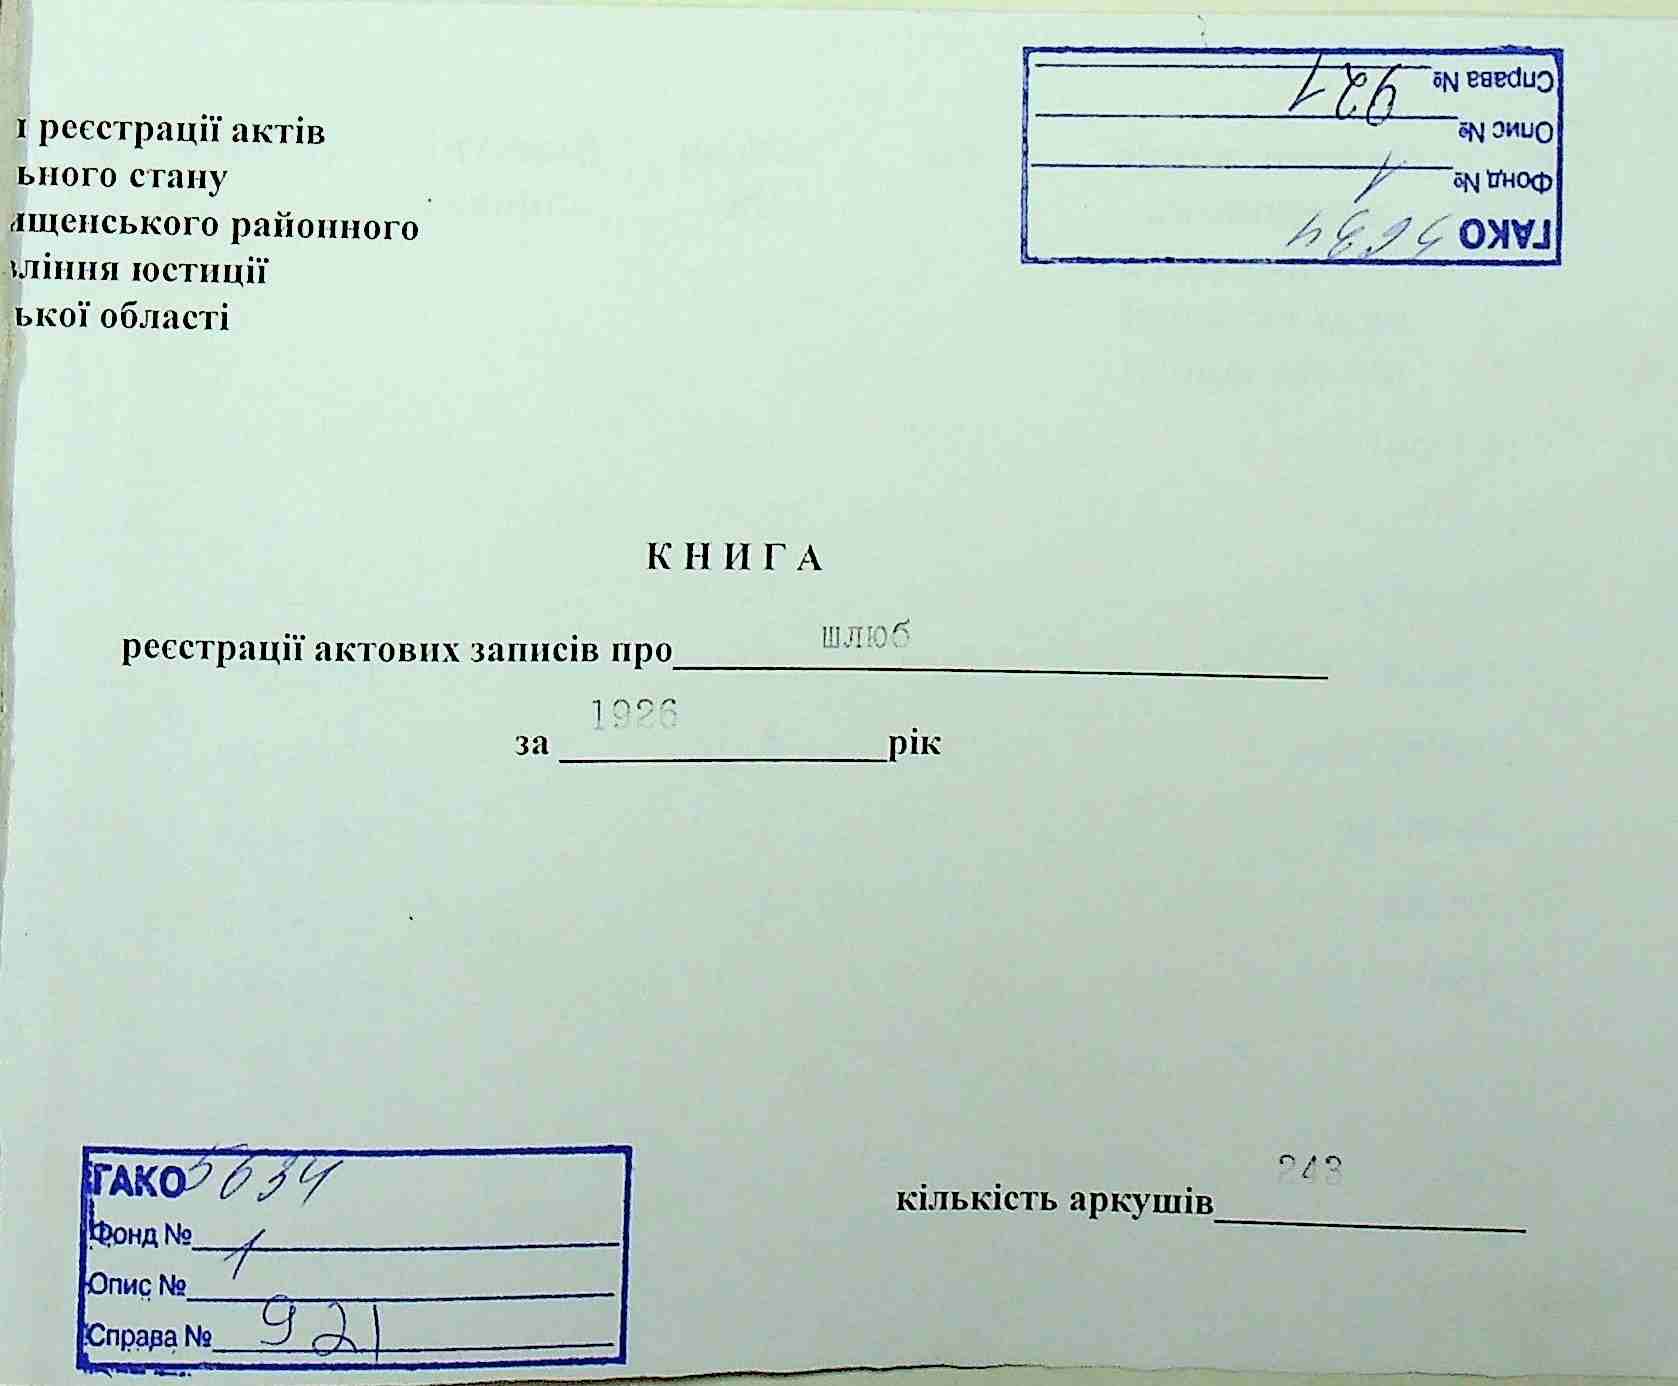 реєстрації актів
ьного стану
ищенського районного
вління юстиції
ької області
Справа № 921
Опис № 1
Фонд №
ГАКО 5634
КНИГА
реєстрації актових записів про шлюб
за 1926 рік
кількість аркушів 243
ГАКО 5634
Фонд № 1
Опис №
Справа № 921